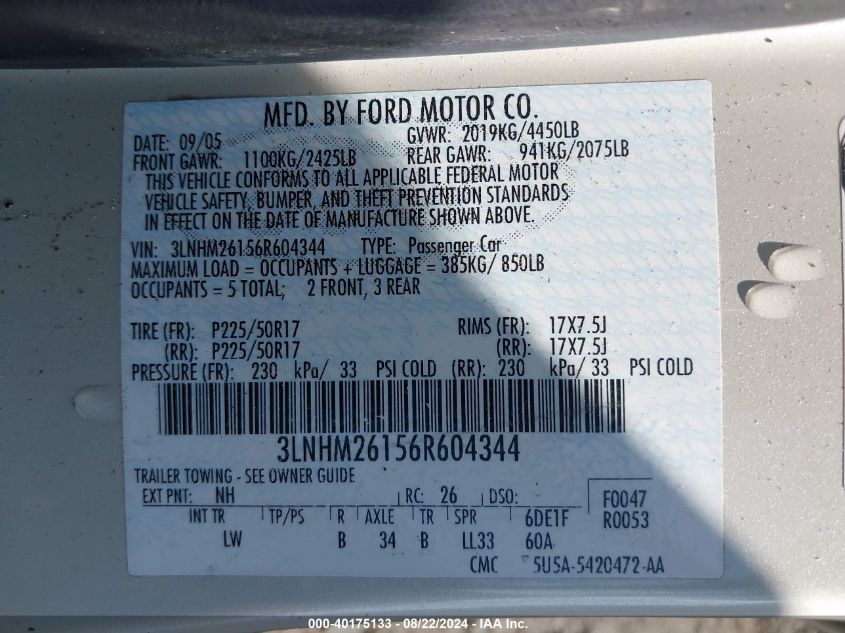 MFD. BY FORD MOTOR CO.
DATE: 09/05 GVWR: 2019KG/4450LB
FRONT GAWR: 1100KG/2425LB REAR GAWR: 941KG/2075LB
THIS VEHICLE CONFORMS TO ALL APPLICABLE FEDERAL MOTOR
VEHICLE SAFETY, BUMPER, AND THEFT PREVENTION STANDARDS
IN EFFECT ON THE DATE OF MANUFACTURE SHOWN ABOVE.
VIN: 3LNHM26156R604344 TYPE: Passenger Car
MAXIMUM LOAD = OCCUPANTS + LUGGAGE = 385KG/ 850LB
OCCUPANTS = 5 TOTAL; 2 FRONT, 3 REAR
TIRE (FR): P225/50R17 RIMS (FR): 17X7.5J
(RR): P225/50R17 (RR): 17X7.5J
PRESSURE (FR): 230 kPa/ 33 PSI COLD (RR): 230 kPa/ 33 PSI COLD
3LNHM26156R604344
TRAILER TOWING - SEE OWNER GUIDE
EXT PNT: NH RC: 26 DSO: F0047
INT TR TP/PS R AXLE TR SPR 6DE1F R0053
LW B 34 B LL33 60A
CMC 5U5A-5420472-AA
000-40175133 - 08/22/2024 - IAA Inc.